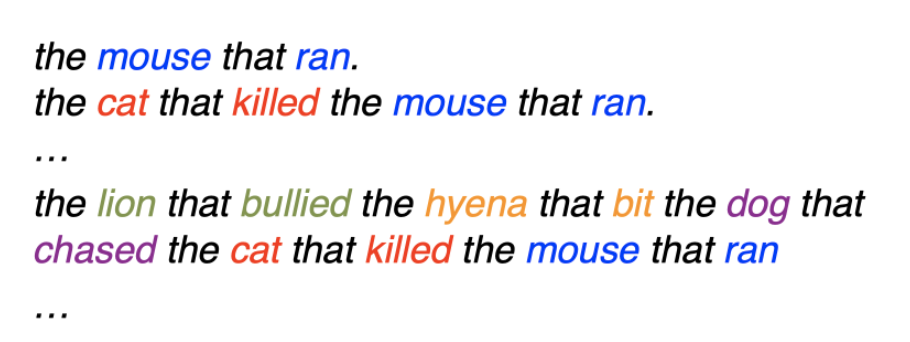 the mouse that ran.
the cat that killed the mouse that ran.
...
the lion that bullied the hyena that bit the dog that
chased the cat that killed the mouse that ran
...